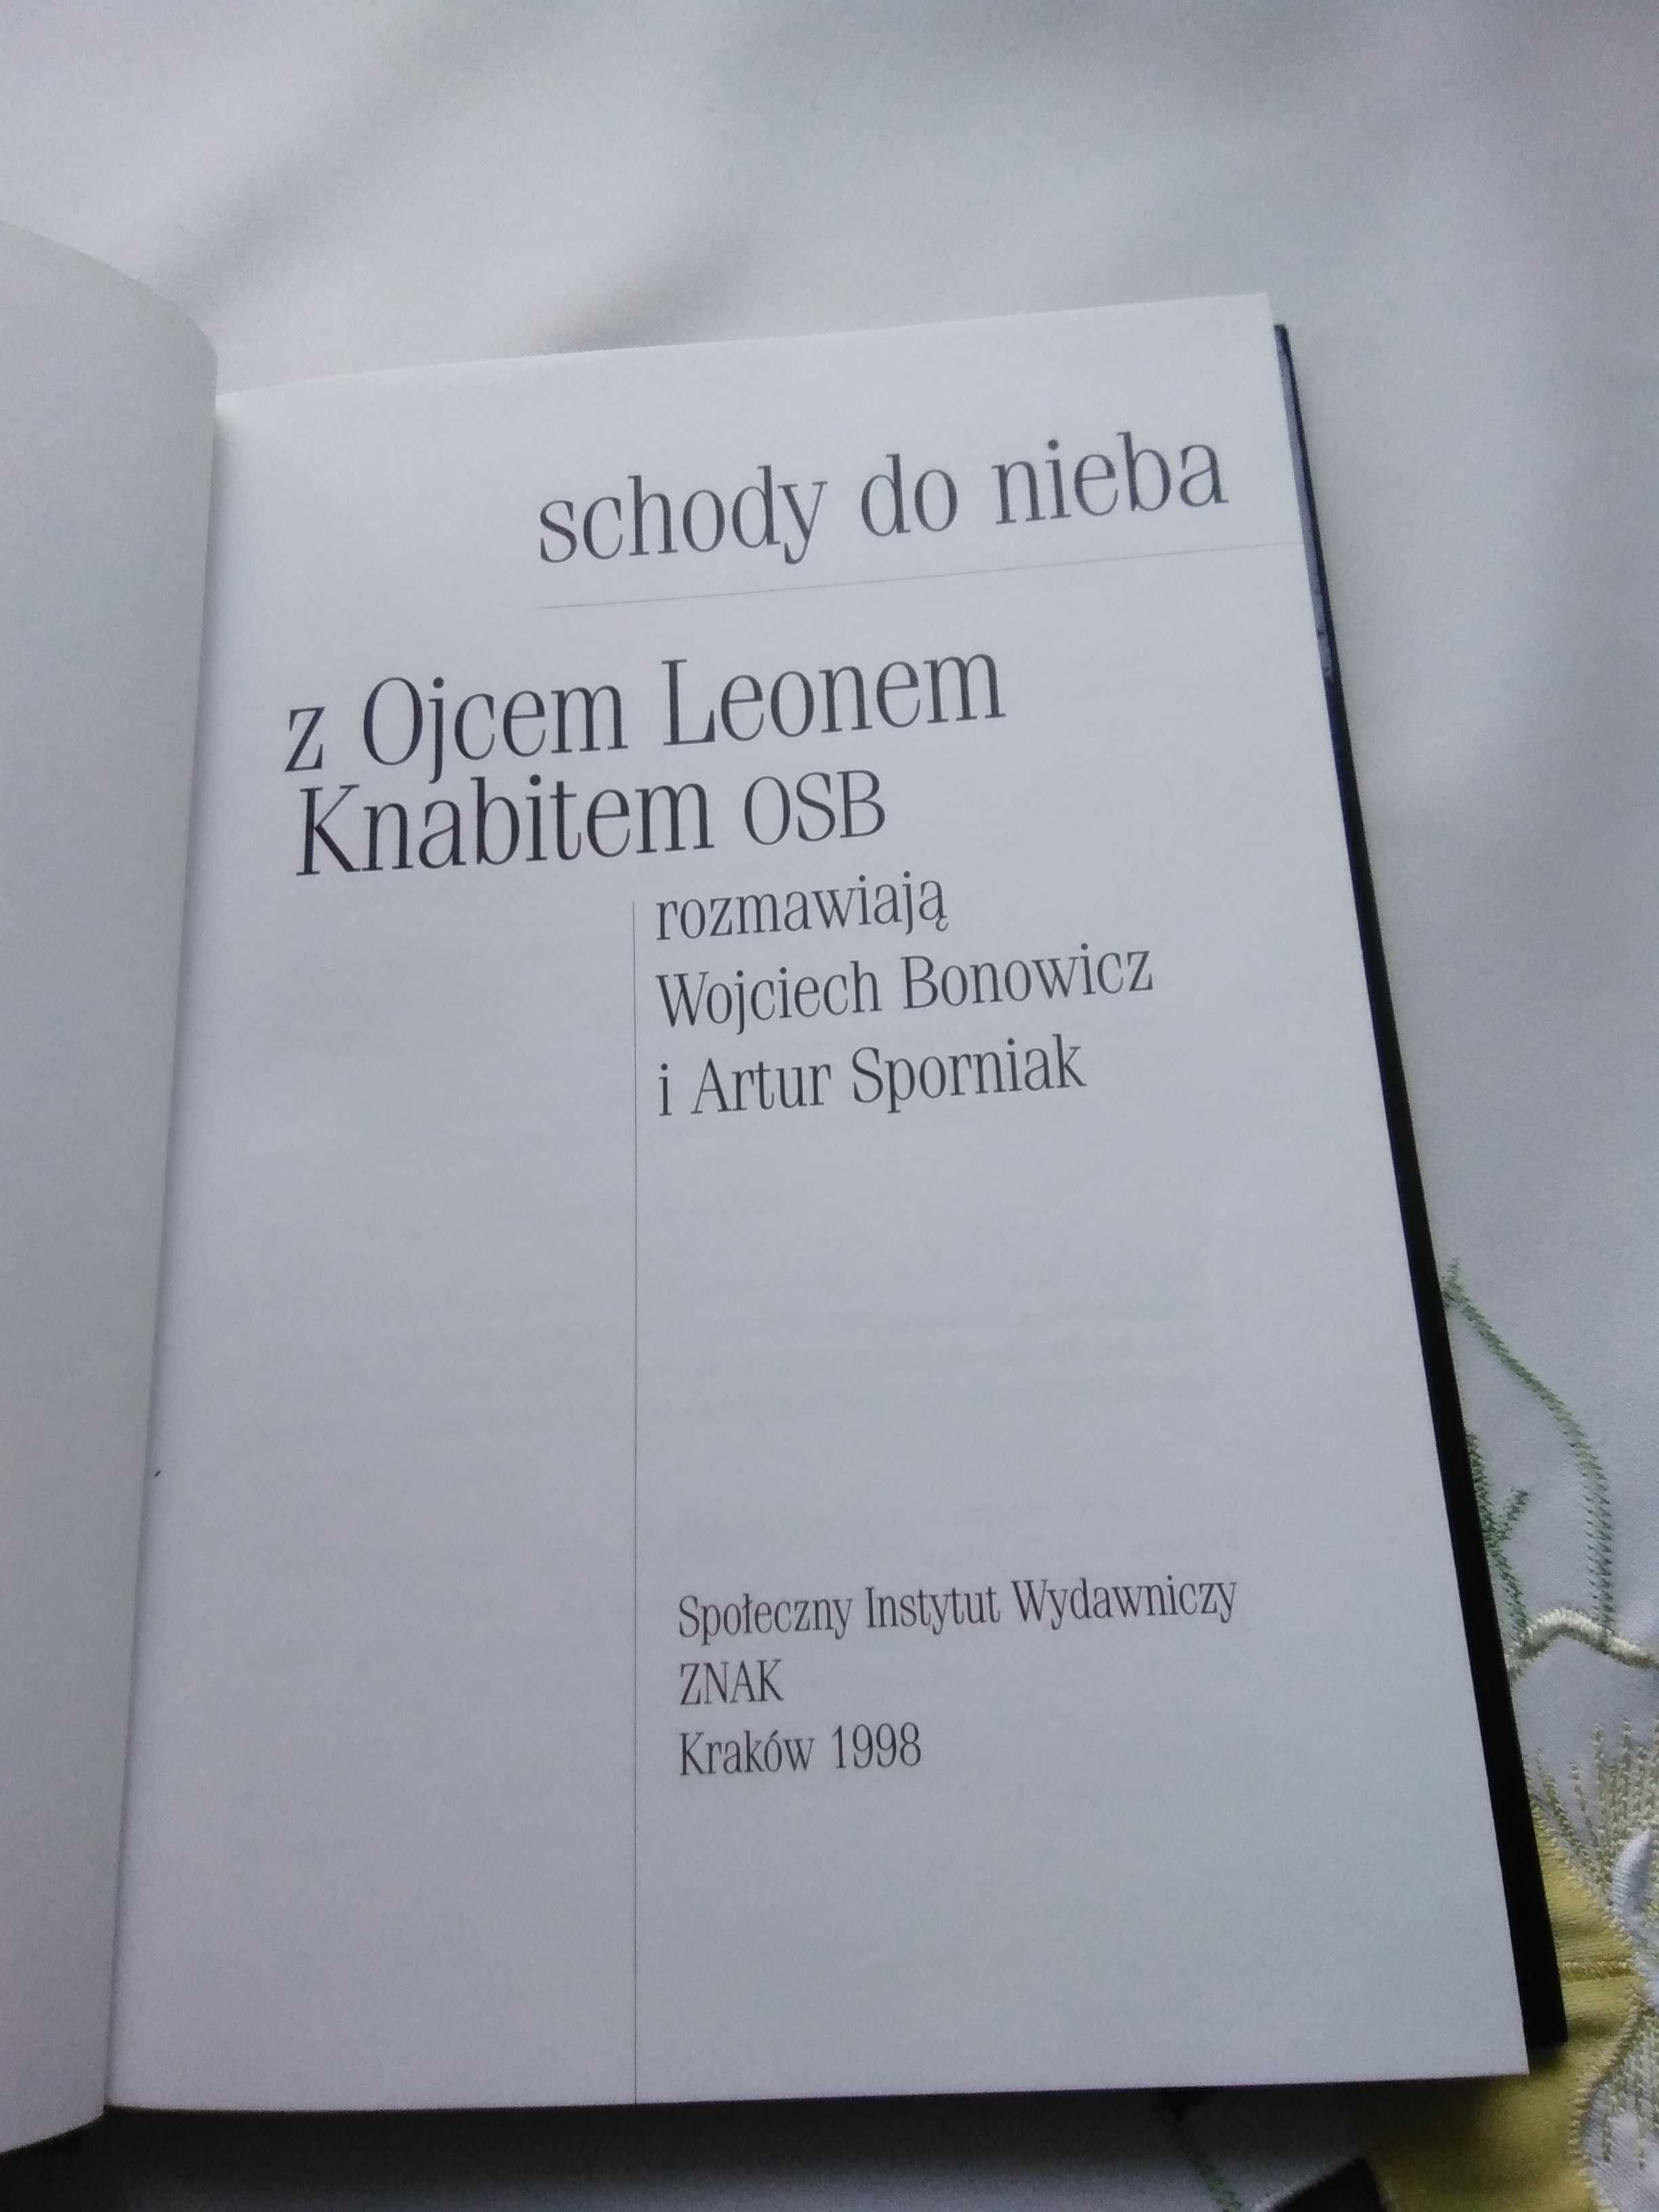 schody do nieba
z Ojcem Leonem
Knabitem OSB
rozmawiają
Wojciech Bonowicz
i Artur Sporniak
Społeczny Instytut Wydawniczy
ZNAK
Kraków 1998